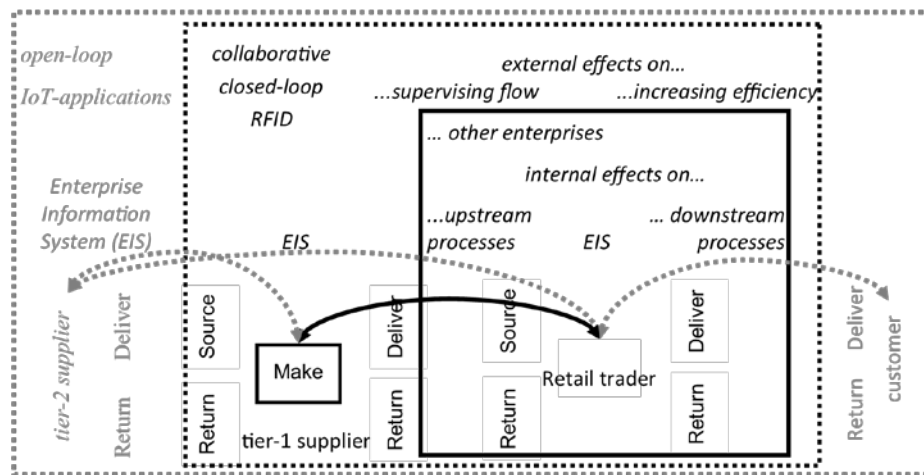 open-loop
IoT-applications
collaborative
closed-loop
RFID
external effects on...
...supervising flow
...increasing efficiency
... other enterprises
internal effects on...
...upstream
processes
EIS
... downstream
processes
Enterprise
Information
System (EIS)
EIS
tier-2 supplier
Deliver
Return
Source
Return
Make
tier-1 supplier
Deliver
Return
Source
Return
Retail trader
Deliver
Return
Deliver
Return
customer